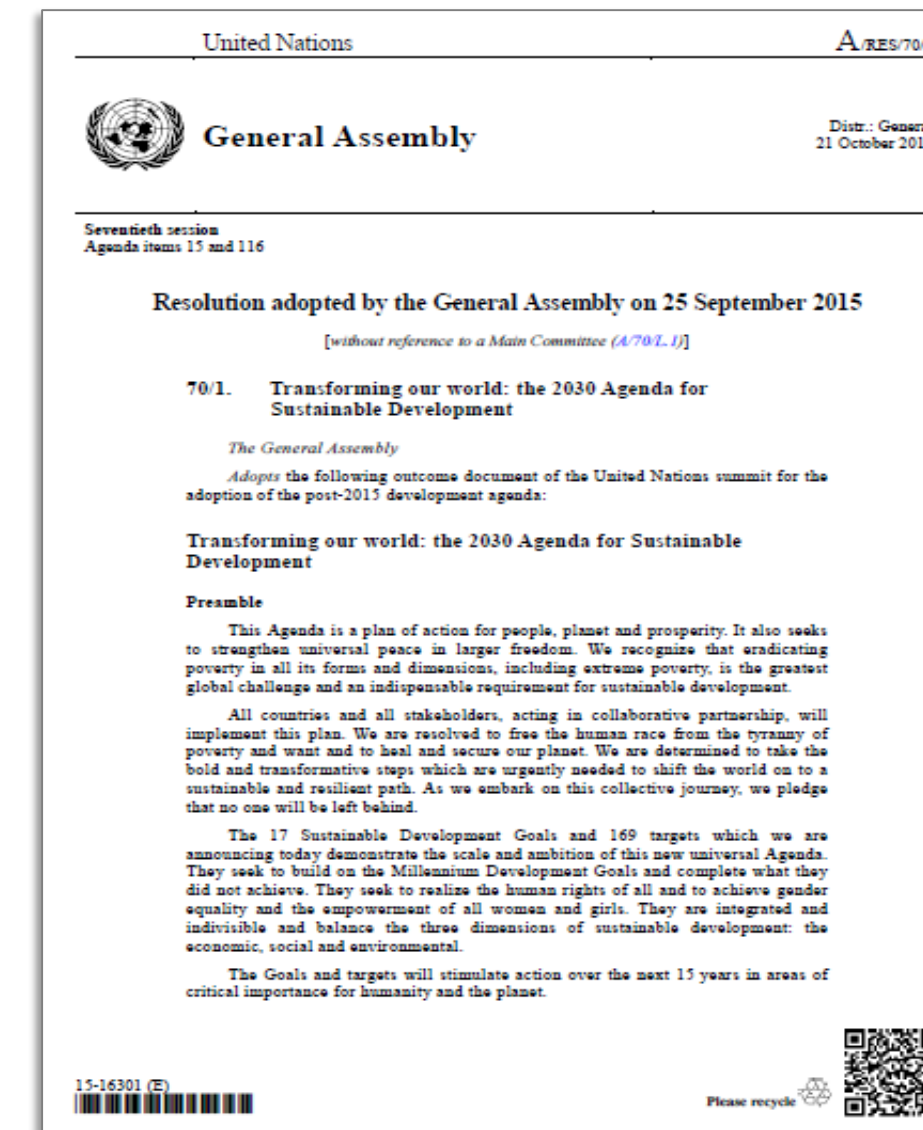 United Nations
A/RES/70/
General Assembly
Distr.: Gener
21 October 201
Seventieth session
Agenda items 15 and 116
Resolution adopted by the General Assembly on 25 September 2015
[without reference to a Main Committee (A/70/L.1)]
70/1. Transforming our world: the 2030 Agenda for
Sustainable Development
The General Assembly
Adopts the following outcome document of the United Nations summit for the
adoption of the post-2015 development agenda:
Transforming our world: the 2030 Agenda for Sustainable
Development
Preamble
This Agenda is a plan of action for people, planet and prosperity. It also seeks
to strengthen universal peace in larger freedom. We recognize that eradicating
poverty in all its forms and dimensions, including extreme poverty, is the greatest
global challenge and an indispensable requirement for sustainable development.
All countries and all stakeholders, acting in collaborative partnership, will
implement this plan. We are resolved to free the human race from the tyranny of
poverty and want and to heal and secure our planet. We are determined to take the
bold and transformative steps which are urgently needed to shift the world on to a
sustainable and resilient path. As we embark on this collective journey, we pledge
that no one will be left behind.
The 17 Sustainable Development Goals and 169 targets which we are
announcing today demonstrate the scale and ambition of this new universal Agenda.
They seek to build on the Millennium Development Goals and complete what they
did not achieve. They seek to realize the human rights of all and to achieve gender
equality and the empowerment of all women and girls. They are integrated and
indivisible and balance the three dimensions of sustainable development: the
economic, social and environmental.
The Goals and targets will stimulate action over the next 15 years in areas of
critical importance for humanity and the planet.
15-16301 (E)
Please recycle